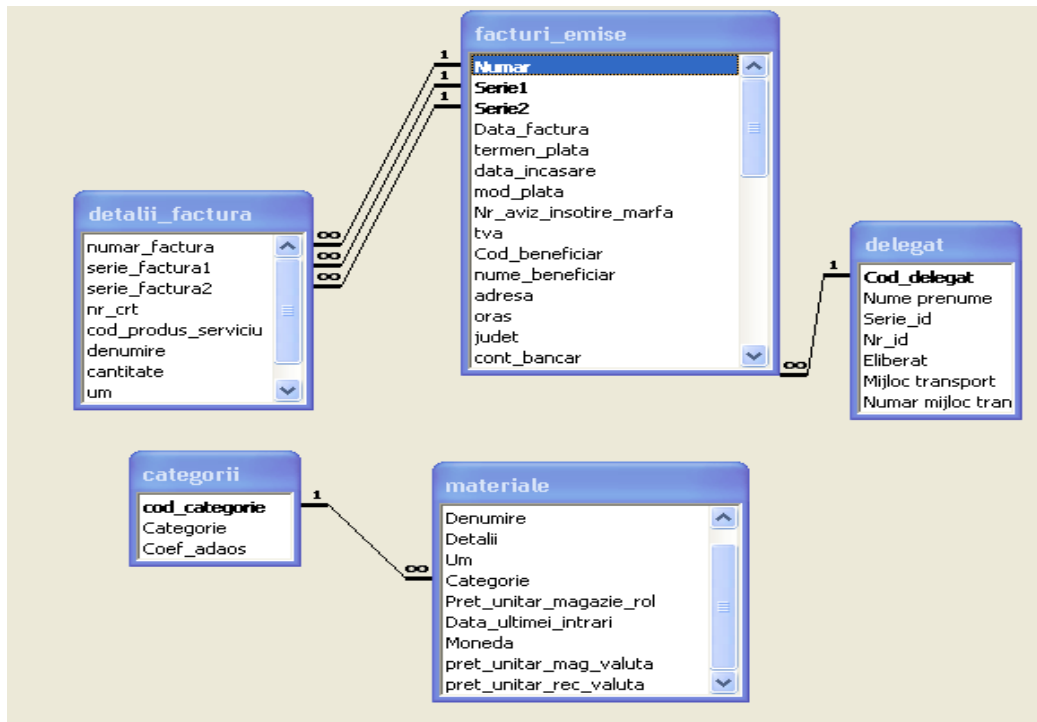 facturi_emise
Numar
Serie1
Serie2
Data_factura
termen_plata
data_incasare
mod_plata
Nr_aviz_insotire_marfa
tva
Cod_beneficiar
nume_beneficiar
adresa
oras
judet
cont_bancar
1
1
1
detalii_factura
numar_factura
serie_factura1
serie_factura2
nr_crt
cod_produs_serviciu
denumire
cantitate
um
∞
∞
∞
delegat
Cod_delegat
Nume prenume
Serie_id
Nr_id
Eliberat
Mijloc transport
Numar mijloc tran
1
∞
categorii
cod_categorie
Categorie
Coef_adaos
1
∞
materiale
Denumire
Detalii
Um
Categorie
Pret_unitar_magazie_rol
Data_ultimei_intrari
Moneda
pret_unitar_mag_valuta
pret_unitar_rec_valuta